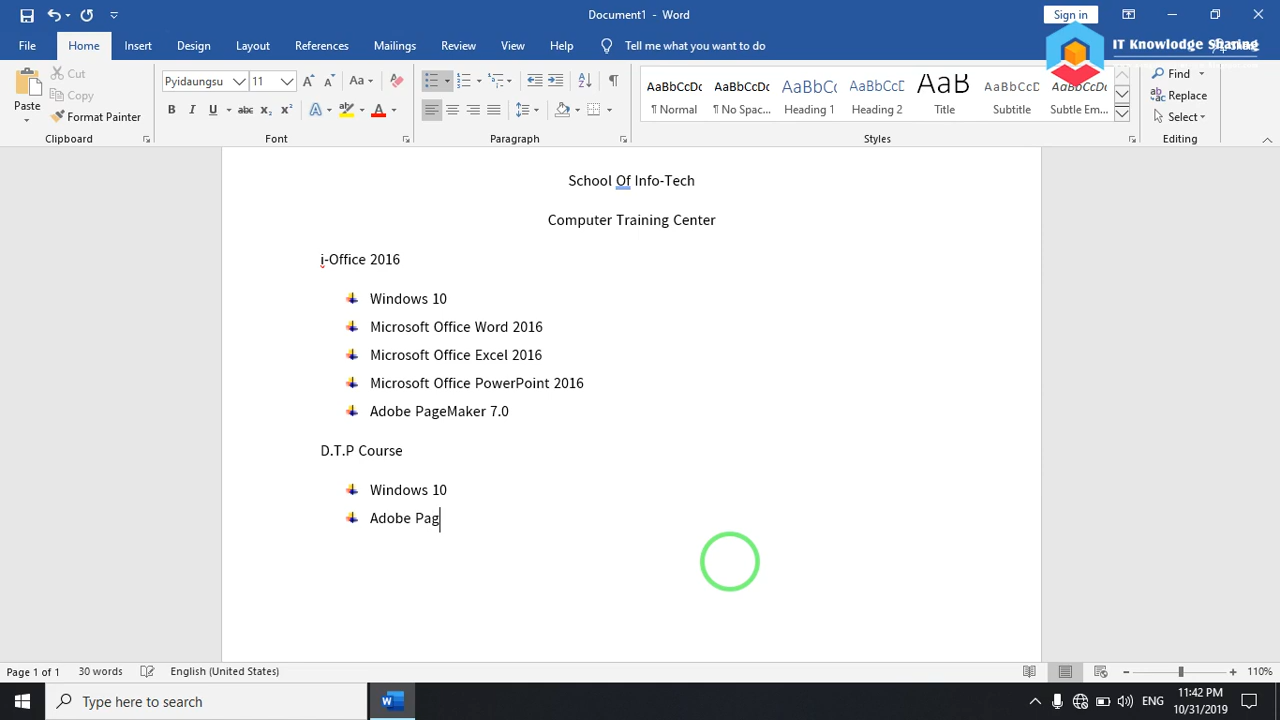 Document1 - Word
Sign in
IT Knowledge Sharing
File Home Insert Design Layout References Mailings Review View Help Tell me what you want to do
Paste
Cut
Copy
Format Painter
Clipboard
Pyidaungsu 11
Font
Paragraph
AaBbCcDc AaBbCcDc AaBbCc AaBbCcD AaB AaBbCcD AaBbCcDc
¶ Normal ¶ No Spac... Heading 1 Heading 2 Title Subtitle Subtle Em...
Styles
Find
Replace
Select
Editing
School Of Info-Tech
Computer Training Center
i-Office 2016
Windows 10
Microsoft Office Word 2016
Microsoft Office Excel 2016
Microsoft Office PowerPoint 2016
Adobe PageMaker 7.0
D.T.P Course
Windows 10
Adobe Pag
Page 1 of 1 30 words English (United States) 110%
Type here to search
ENG
11:42 PM
10/31/2019